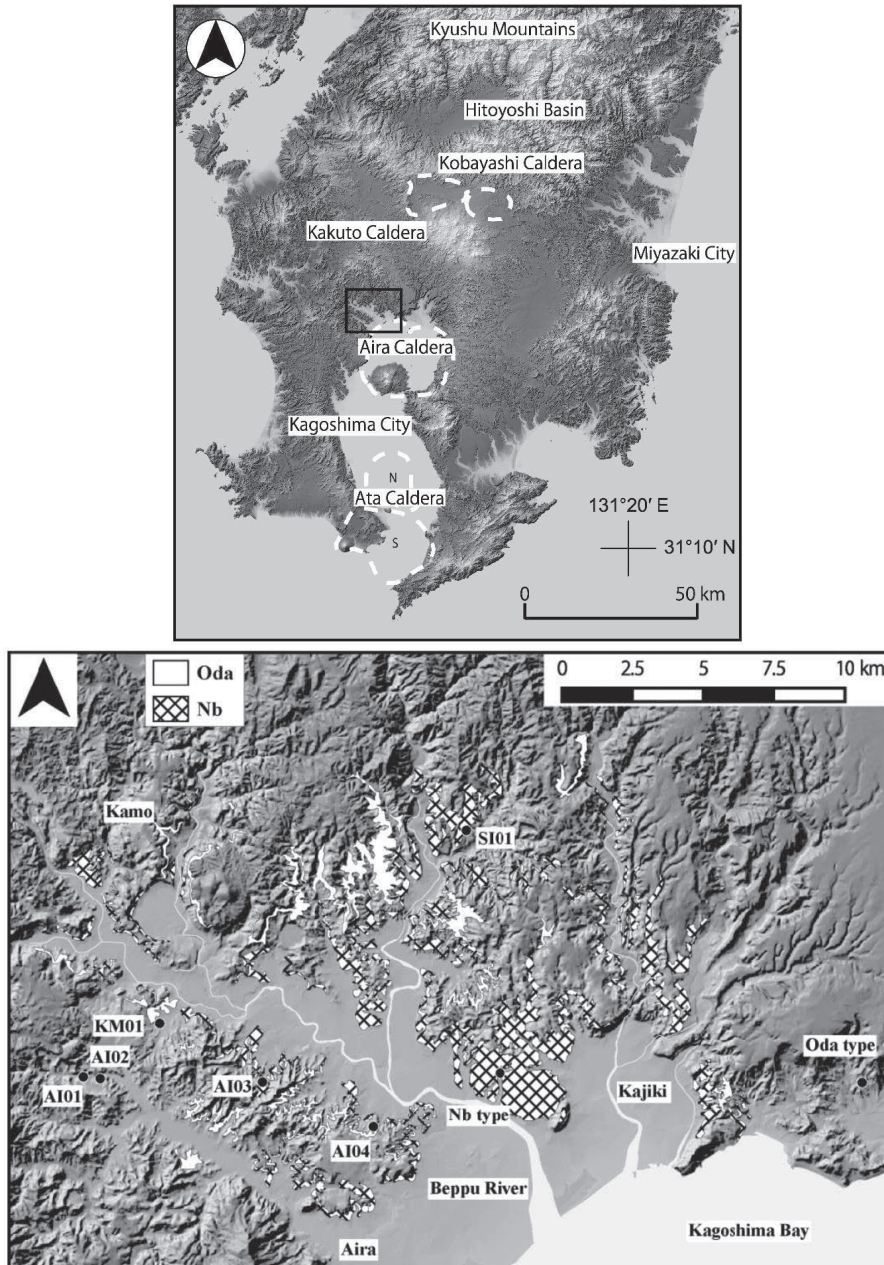 Kyushu Mountains
Hitoyoshi Basin
Kobayashi Caldera
Kakuto Caldera
Miyazaki City
Aira Caldera
Kagoshima City
N
Ata Caldera
S
131°20′ E
31°10′ N
0 50 km
Oda
Nb
0 2.5 5 7.5 10 km
Kamo
SI01
KM01
AI02
AI01
AI03
Oda type
Kajiki
Nb type
AI04
Beppu River
Kagoshima Bay
Aira